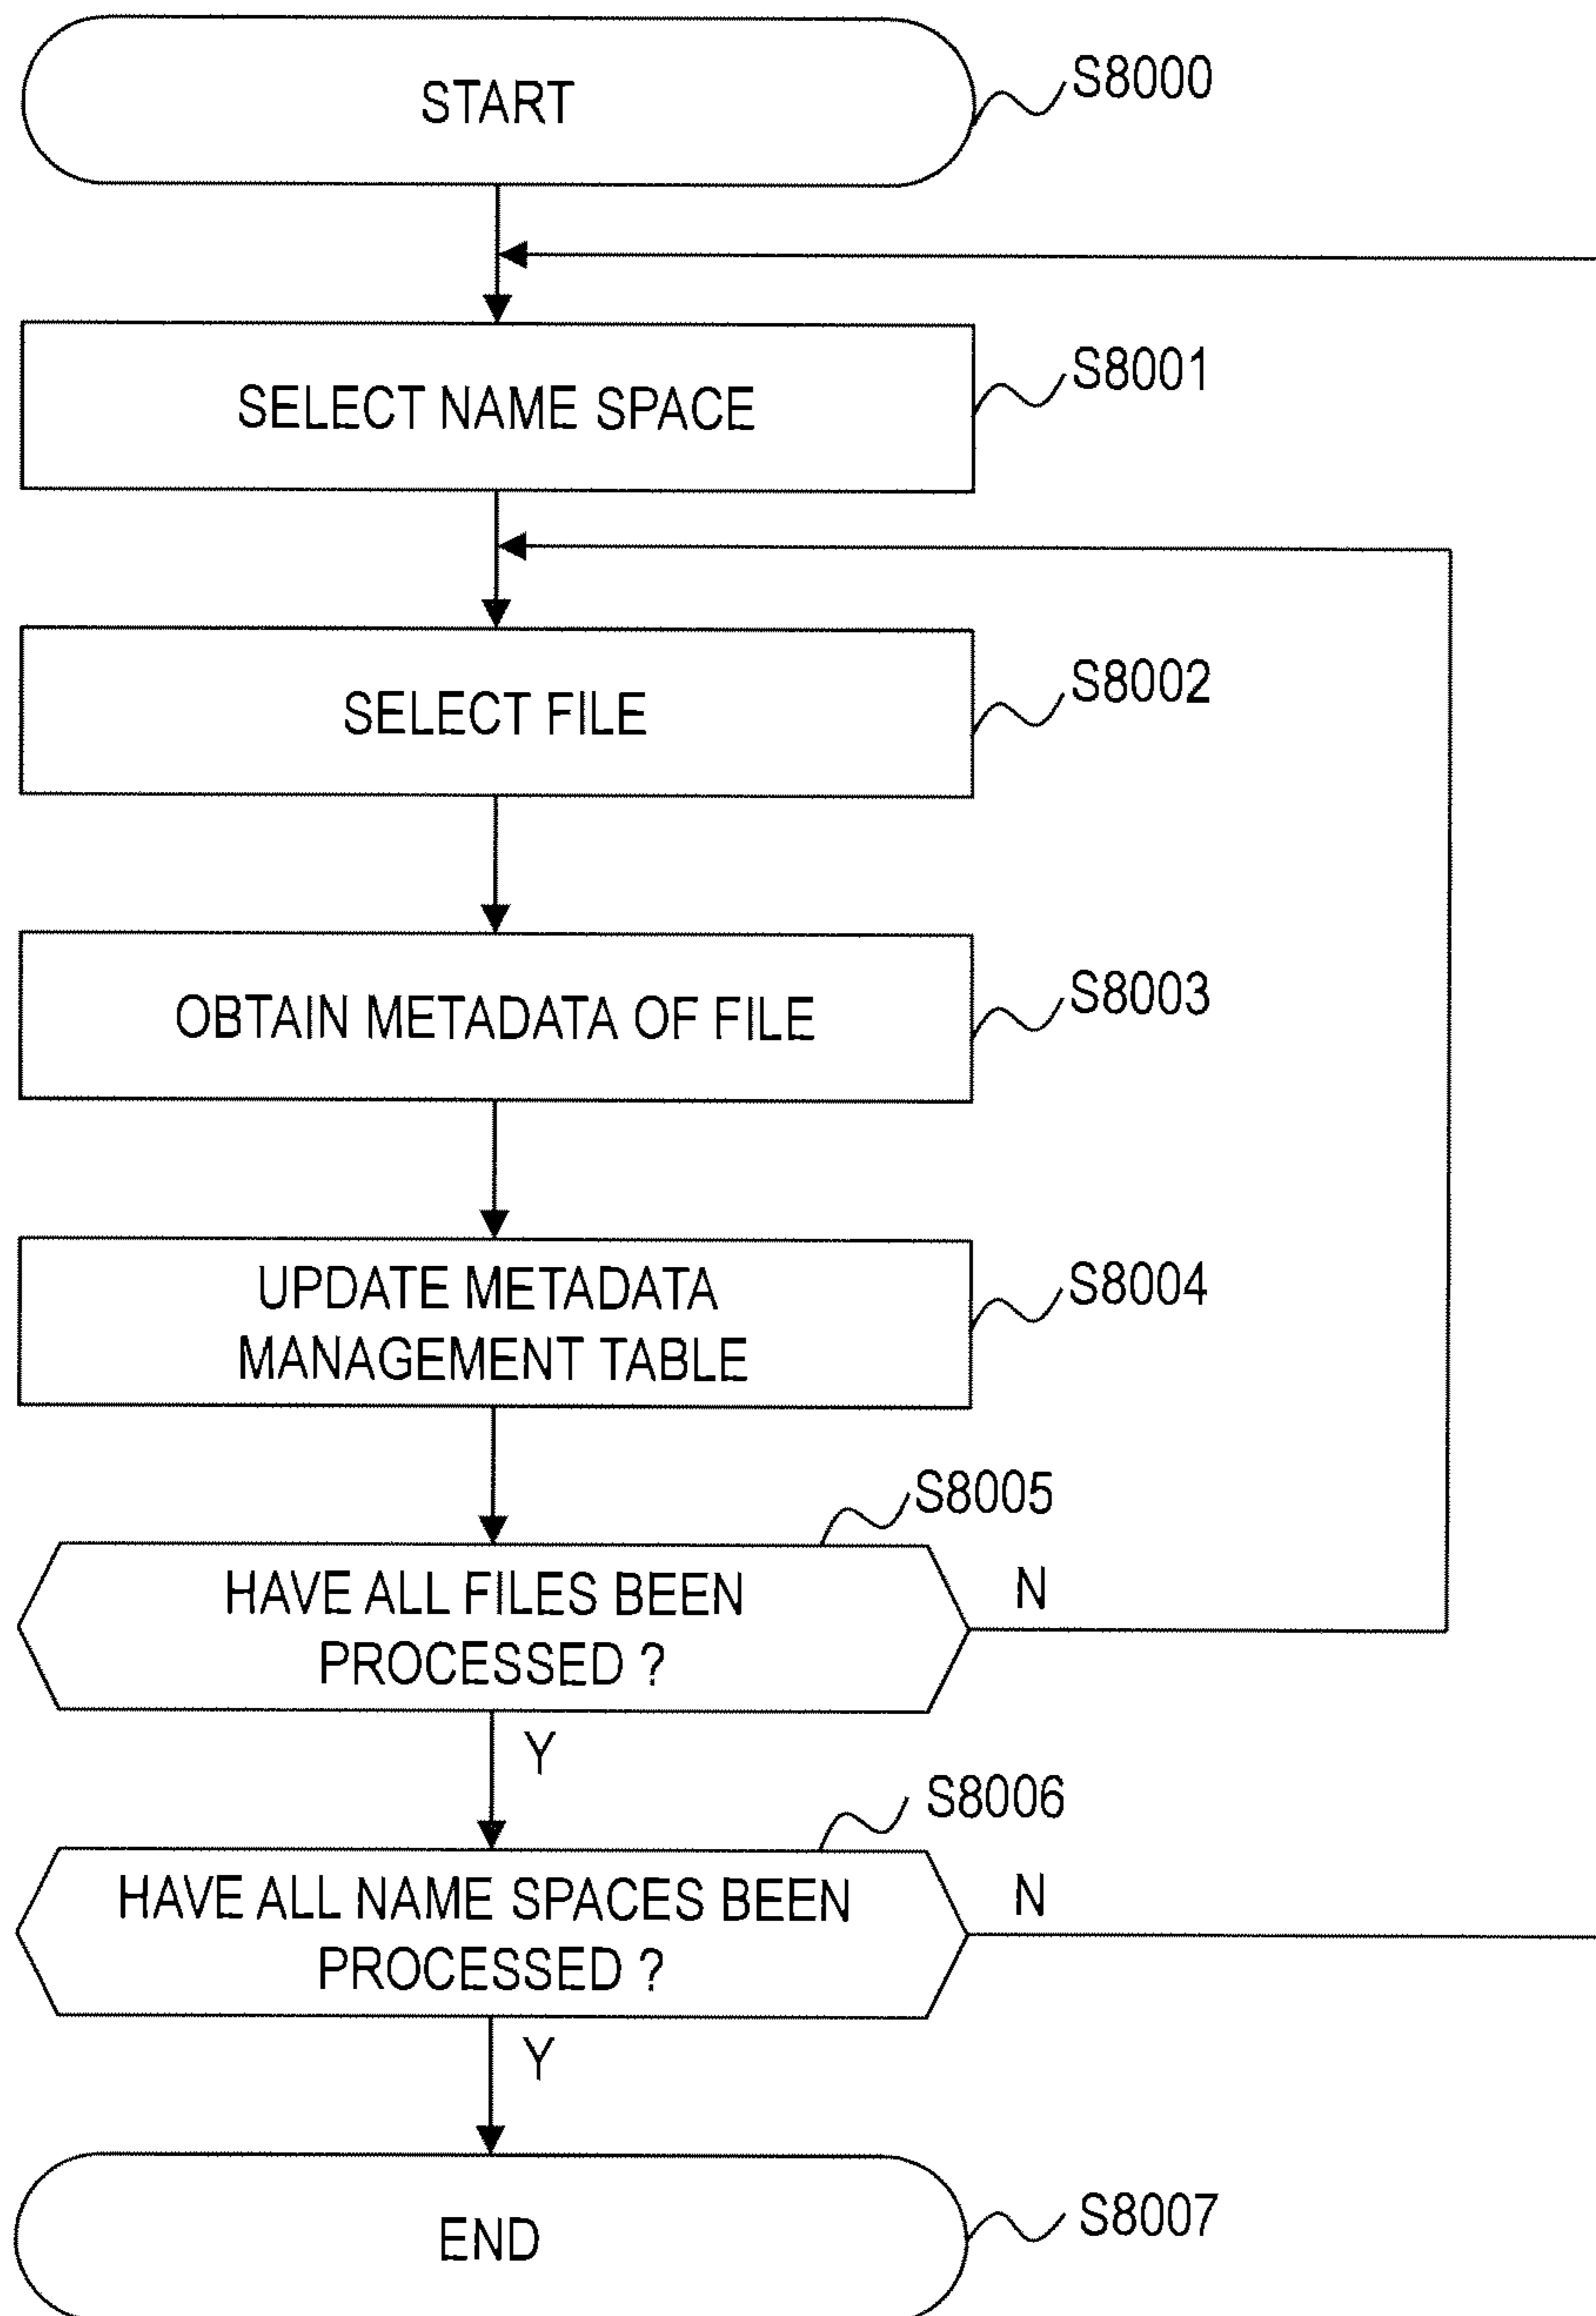 START
S8000
SELECT NAME SPACE
S8001
SELECT FILE
S8002
OBTAIN METADATA OF FILE
S8003
UPDATE METADATA
MANAGEMENT TABLE
S8004
S8005
HAVE ALL FILES BEEN
PROCESSED ?
N
Y
S8006
HAVE ALL NAME SPACES BEEN
PROCESSED ?
N
Y
END
S8007